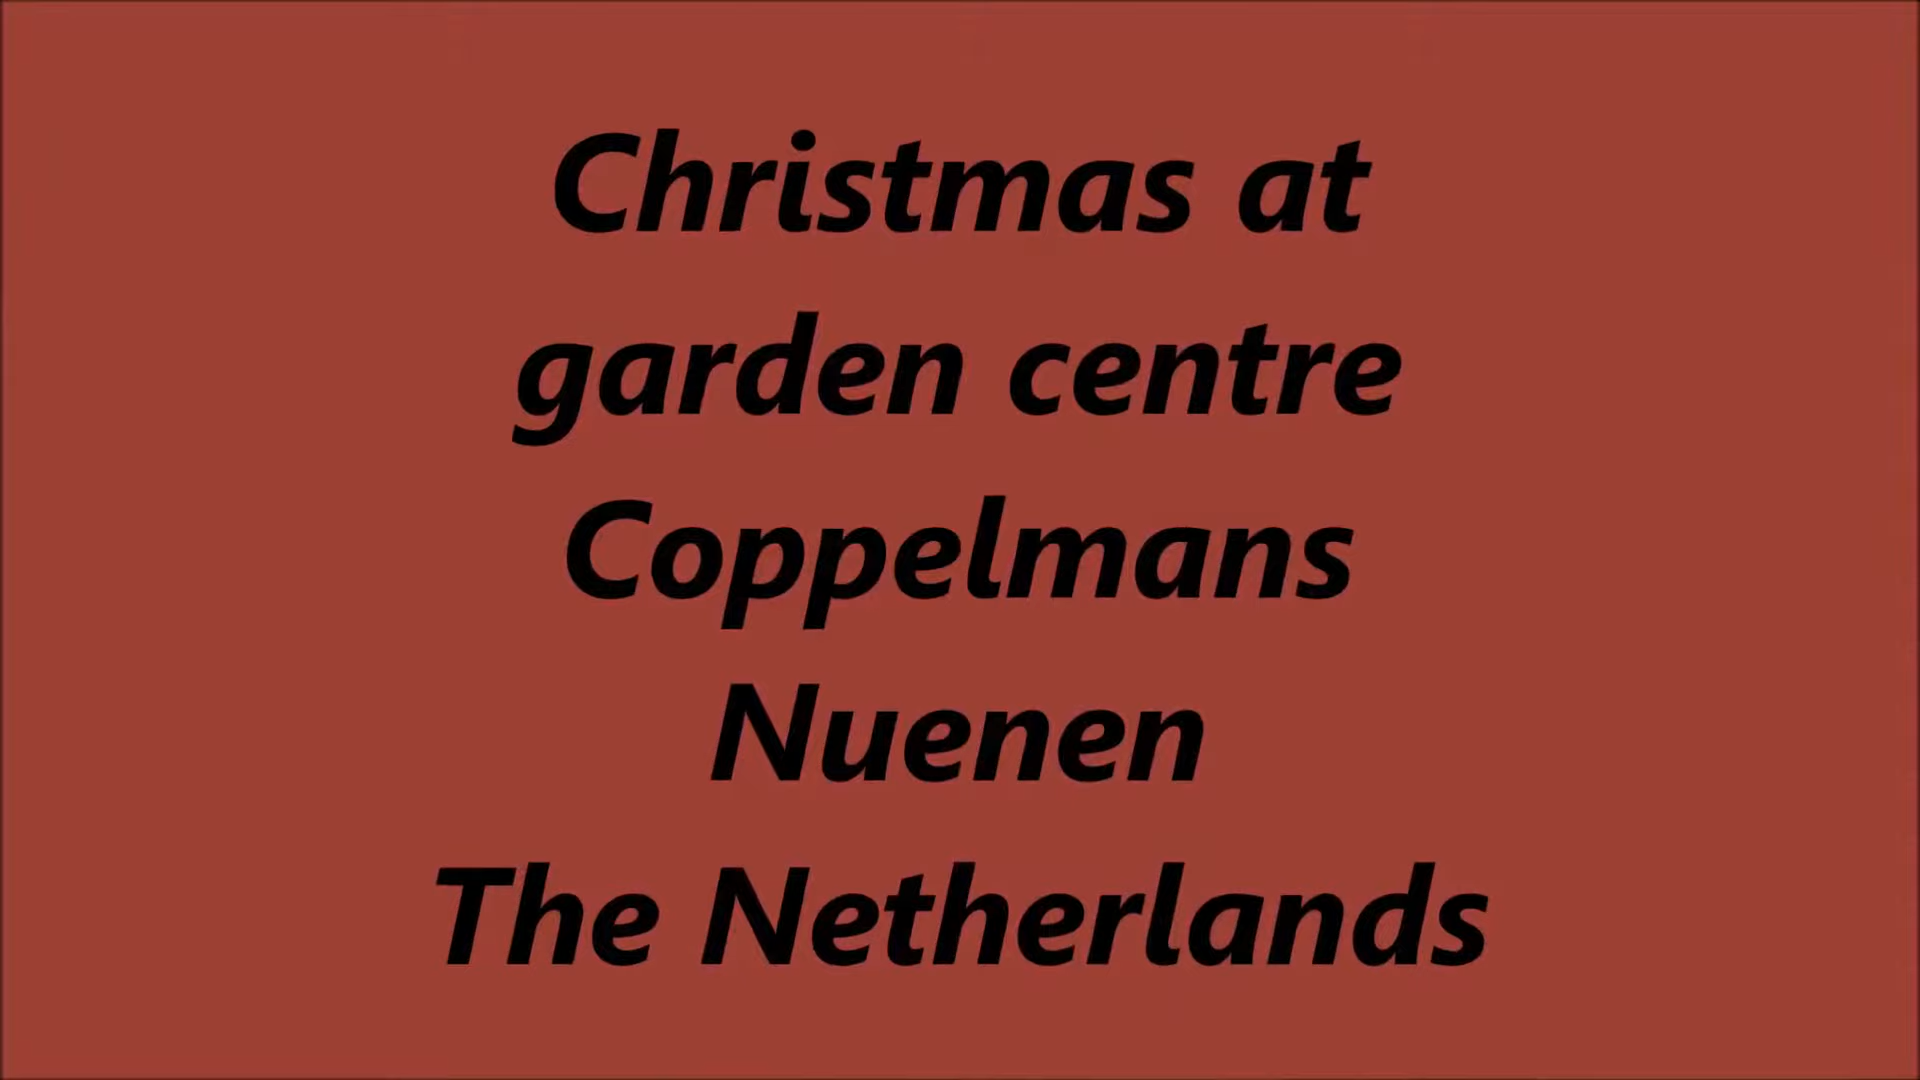 Christmas at
garden centre
Coppelmans
Nuenen
The Netherlands